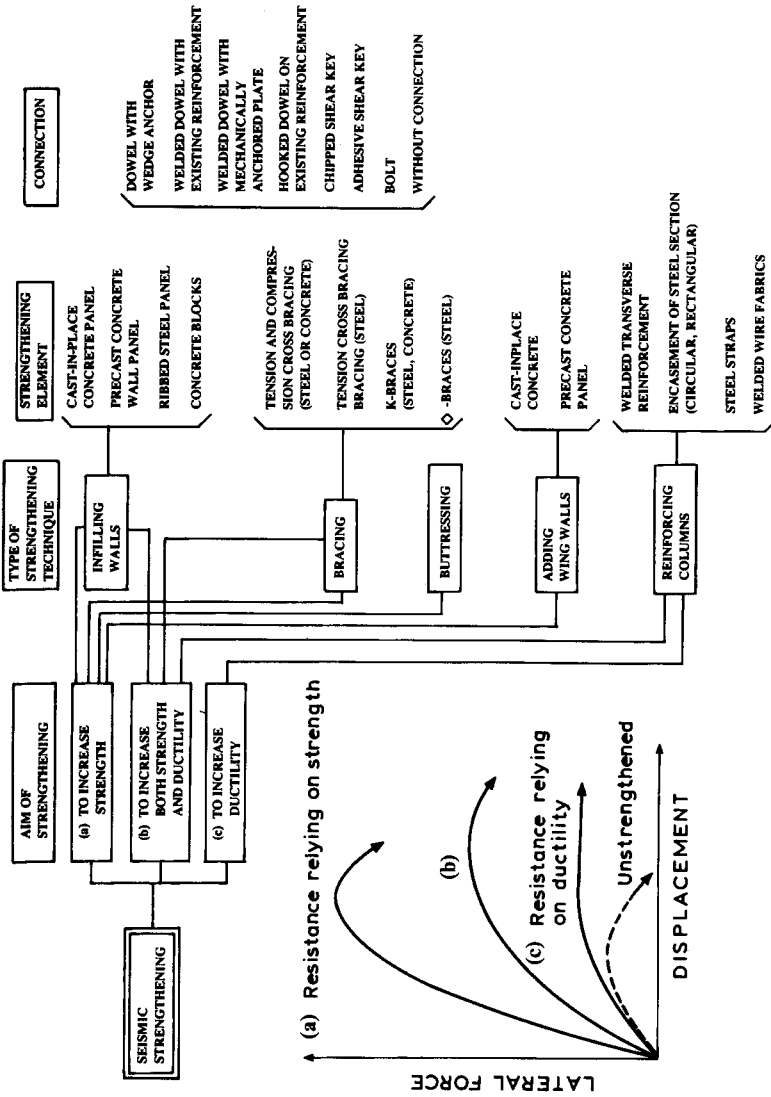 AIM OF
STRENGTHENING
TYPE OF
STRENGTHENING
TECHNIQUE
STRENGTHENING
ELEMENT
CONNECTION
SEISMIC
STRENGTHENING
(a) TO INCREASE
STRENGTH
(b) TO INCREASE
BOTH STRENGTH
AND DUCTILITY
(c) TO INCREASE
DUCTILITY
INFILLING
WALLS
BRACING
BUTTRESSING
ADDING
WING WALLS
REINFORCING
COLUMNS
CAST-IN-PLACE
CONCRETE PANEL
PRECAST CONCRETE
WALL PANEL
RIBBED STEEL PANEL
CONCRETE BLOCKS
TENSION AND COMPRES-
SION CROSS BRACING
(STEEL OR CONCRETE)
TENSION CROSS BRACING
BRACING (STEEL)
K-BRACES
(STEEL, CONCRETE)
◇ -BRACES (STEEL)
CAST-INPLACE
CONCRETE
PRECAST CONCRETE
PANEL
WELDED TRANSVERSE
REINFORCEMENT
ENCASEMENT OF STEEL SECTION
(CIRCULAR, RECTANGULAR)
STEEL STRAPS
WELDED WIRE FABRICS
DOWEL WITH
WEDGE ANCHOR
WELDED DOWEL WITH
EXISTING REINFORCEMENT
WELDED DOWEL WITH
MECHANICALLY
ANCHORED PLATE
HOOKED DOWEL ON
EXISTING REINFORCEMENT
CHIPPED SHEAR KEY
ADHESIVE SHEAR KEY
BOLT
WITHOUT CONNECTION
(a) Resistance relying on strength
(b)
(c) Resistance relying
on ductility
Unstrengthened
LATERAL FORCE
DISPLACEMENT